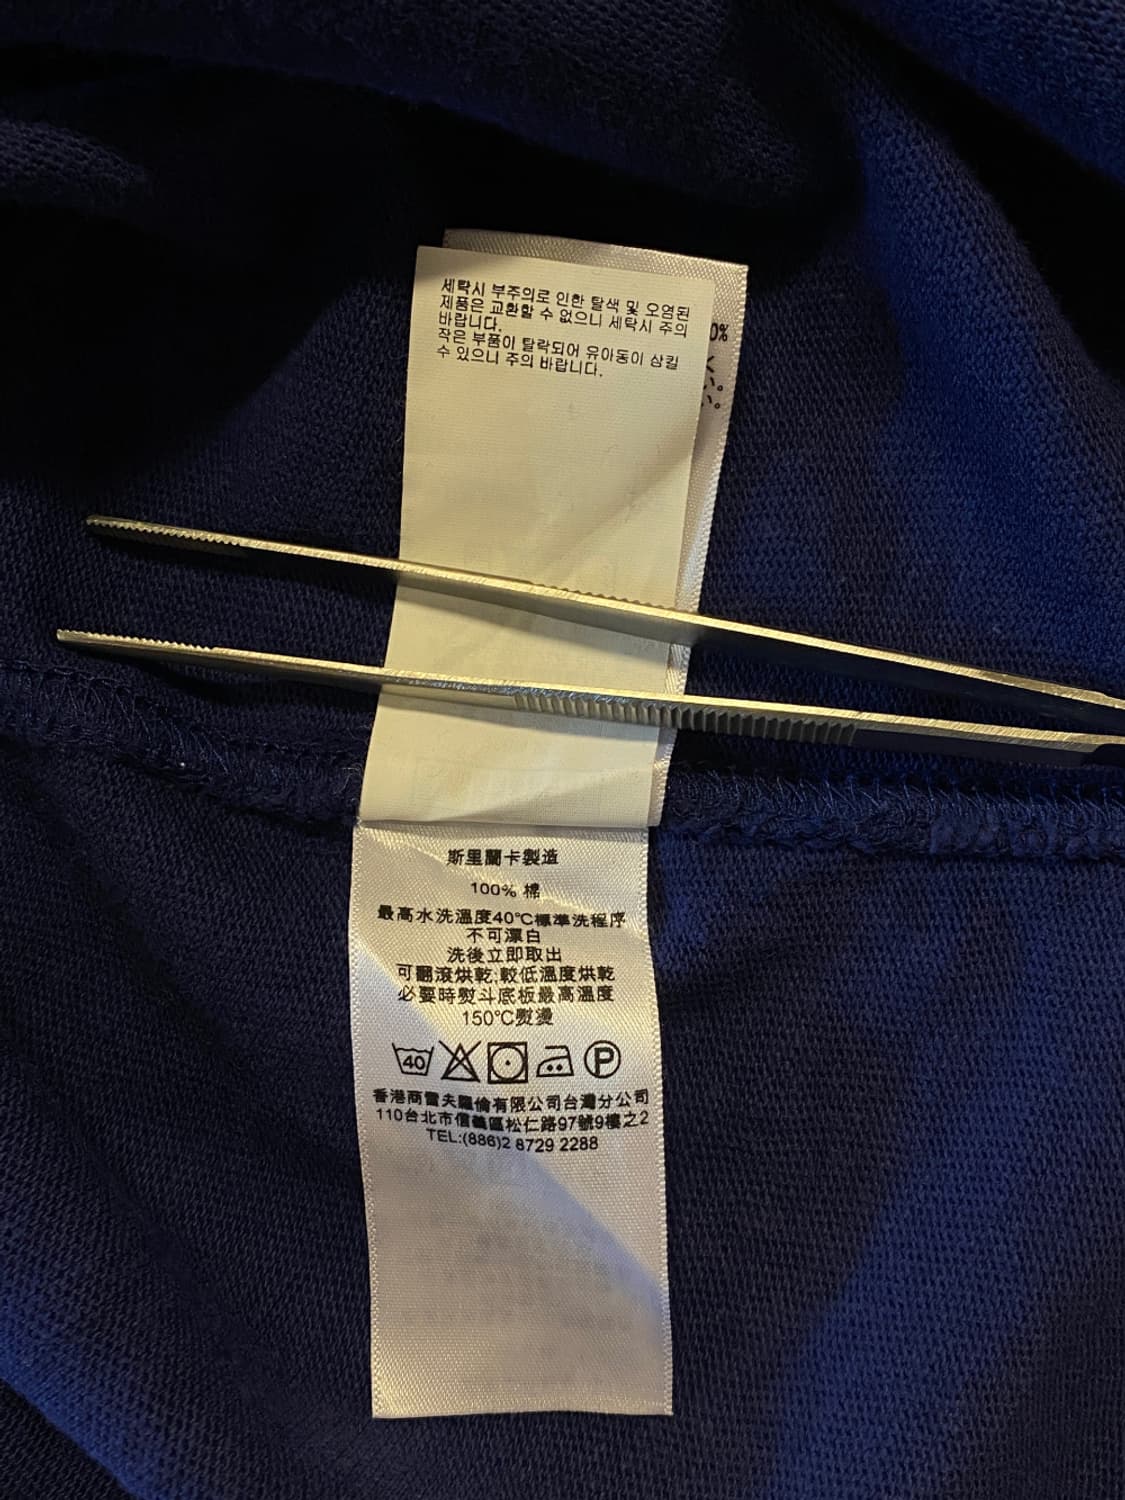 세탁시 부주의로 인한 탈색 및 오염된
제품은 교환할 수 없으니 세탁시 주의
바랍니다.
작은 부품이 탈락되어 유아동이 삼킬
수 있으니 주의 바랍니다.
0%
斯里蘭卡製造
100% 棉
最高水洗溫度40°C標準洗程序
不可漂白
洗後立即取出
可翻滾烘乾,較低溫度烘乾
必要時熨斗底板最高溫度
150°C熨燙
40 P
香港商雷夫羅倫有限公司台灣分公司
110台北市信義區松仁路97號9樓之2
TEL:(886)2 8729 2288